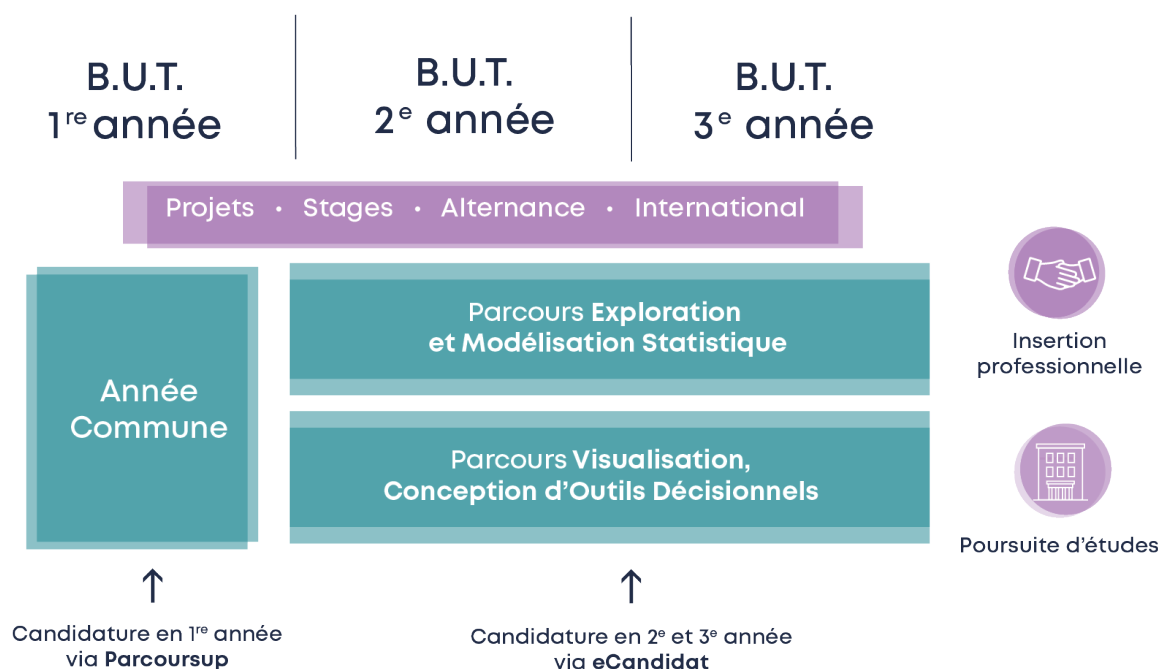 B.U.T.
1re année
B.U.T.
2e année
B.U.T.
3e année
Projets · Stages · Alternance · International
Année
Commune
Parcours Exploration
et Modélisation Statistique
Parcours Visualisation,
Conception d'Outils Décisionnels
Insertion
professionnelle
Poursuite d'études
Candidature en 1re année
via Parcoursup
Candidature en 2e et 3e année
via eCandidat